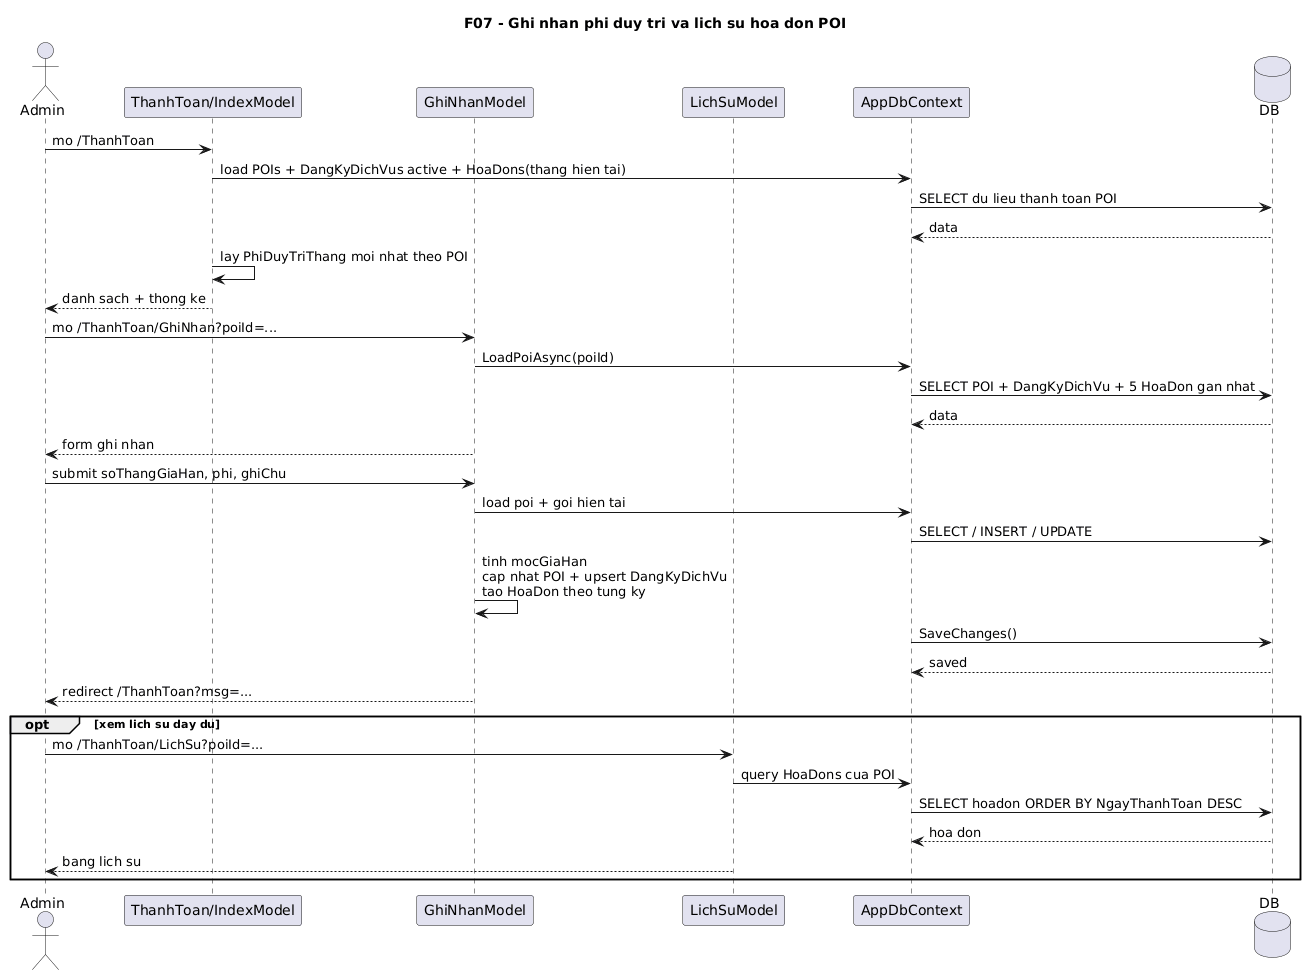 F07 - Ghi nhan phi duy tri va lich su hoa don POI
Admin
ThanhToan/IndexModel
GhiNhanModel
LichSuModel
AppDbContext
DB
mo /ThanhToan
load POIs + DangKyDichVus active + HoaDons(thang hien tai)
SELECT du lieu thanh toan POI
data
lay PhiDuyTriThang moi nhat theo POI
danh sach + thong ke
mo /ThanhToan/GhiNhan?poiId=...
LoadPoiAsync(poiId)
SELECT POI + DangKyDichVu + 5 HoaDon gan nhat
data
form ghi nhan
submit soThangGiaHan, phi, ghiChu
load poi + goi hien tai
SELECT / INSERT / UPDATE
tinh mocGiaHan
cap nhat POI + upsert DangKyDichVu
tao HoaDon theo tung ky
SaveChanges()
saved
redirect /ThanhToan?msg=...
opt [xem lich su day du]
mo /ThanhToan/LichSu?poiId=...
query HoaDons cua POI
SELECT hoadon ORDER BY NgayThanhToan DESC
hoa don
bang lich su
Admin
ThanhToan/IndexModel
GhiNhanModel
LichSuModel
AppDbContext
DB